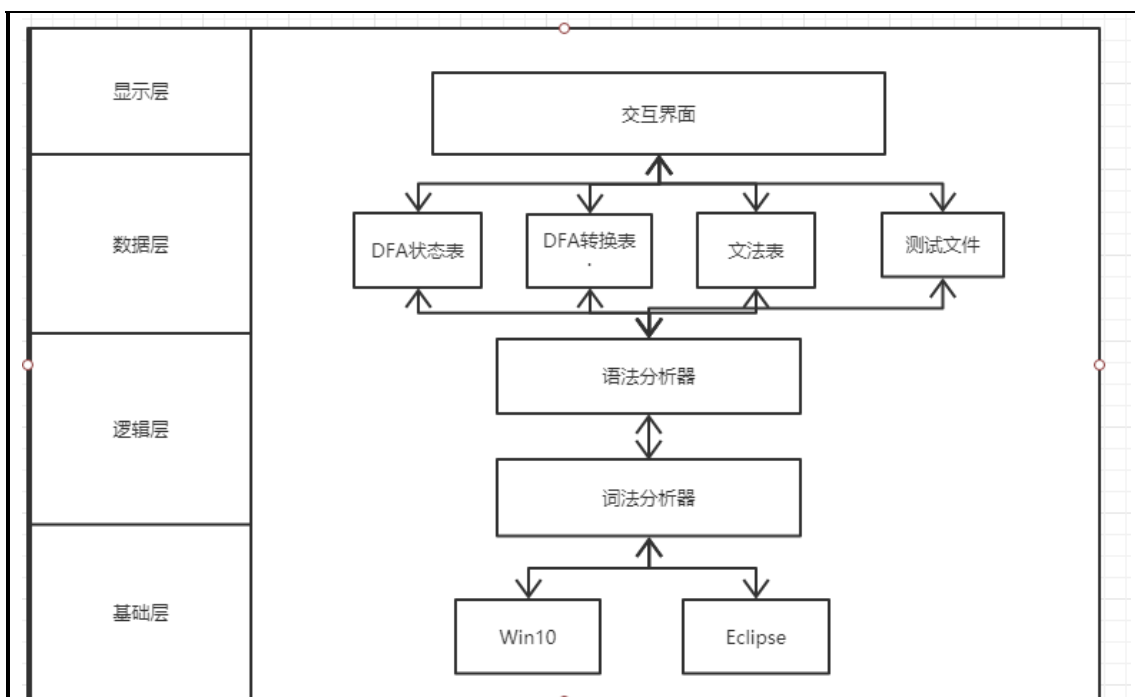 显示层
交互界面
数据层
DFA状态表
DFA转换表
.
文法表
测试文件
逻辑层
语法分析器
词法分析器
基础层
Win10
Eclipse